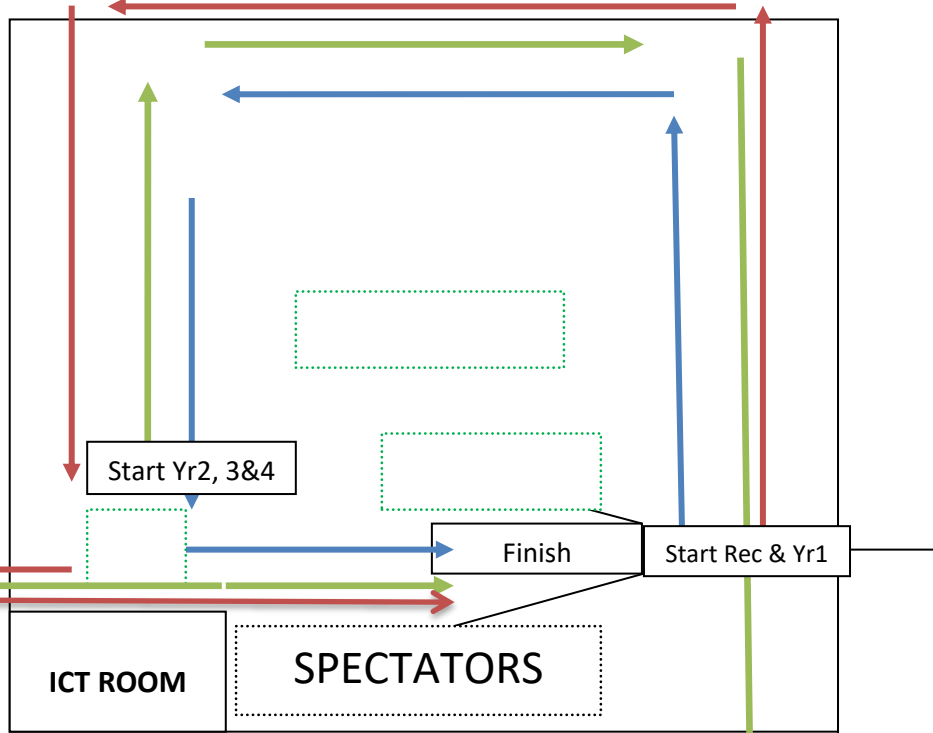 Start Yr2, 3&4
Finish
Start Rec & Yr1
ICT ROOM
SPECTATORS